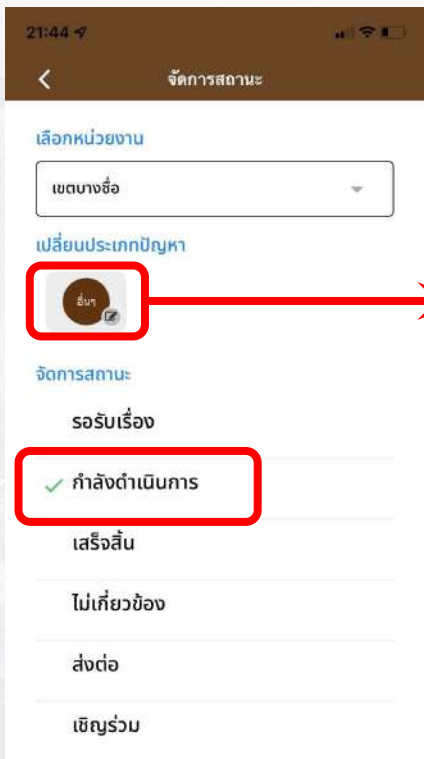 21:44
จัดการสถานะ
เลือกหน่วยงาน
เขตบางซื่อ
เปลี่ยนประเภทปัญหา
อื่นๆ
จัดการสถานะ
รอรับเรื่อง
กำลังดำเนินการ
เสร็จสิ้น
ไม่เกี่ยวข้อง
ส่งต่อ
เชิญร่วม